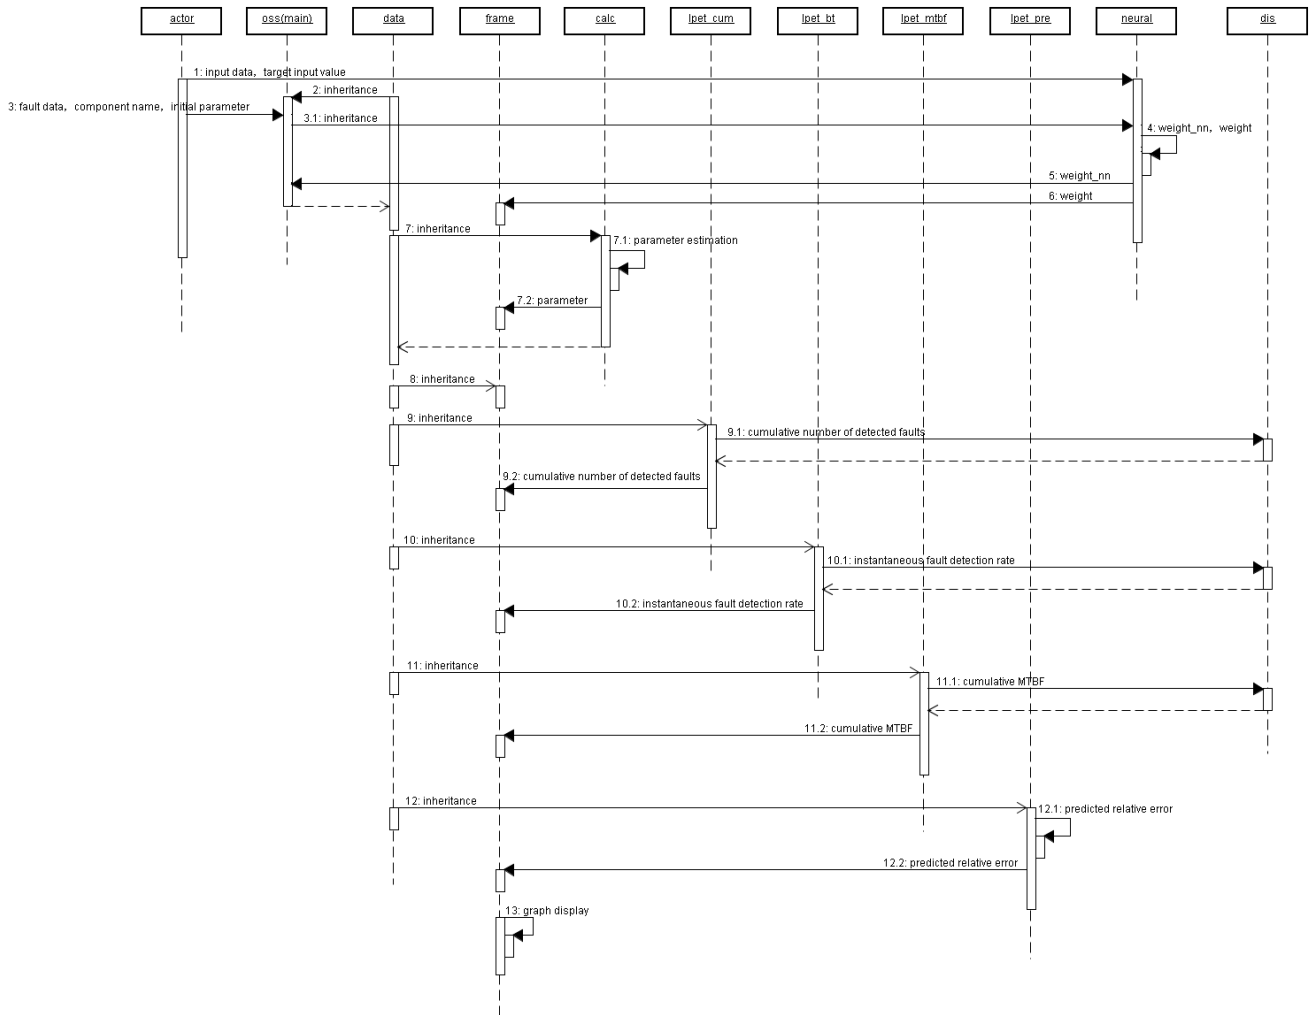 actor
oss(main)
data
frame
calc
lpet_cum
lpet_bt
lpet_mtbf
lpet_pre
neural
dis
1: input data, target input value
2: inheritance
3: fault data, component name, initial parameter
3.1: inheritance
4: weight_nn, weight
5: weight_nn
6: weight
7: inheritance
7.1: parameter estimation
7.2: parameter
8: inheritance
9: inheritance
9.1: cumulative number of detected faults
9.2: cumulative number of detected faults
10: inheritance
10.1: instantaneous fault detection rate
10.2: instantaneous fault detection rate
11: inheritance
11.1: cumulative MTBF
11.2: cumulative MTBF
12: inheritance
12.1: predicted relative error
12.2: predicted relative error
13: graph display